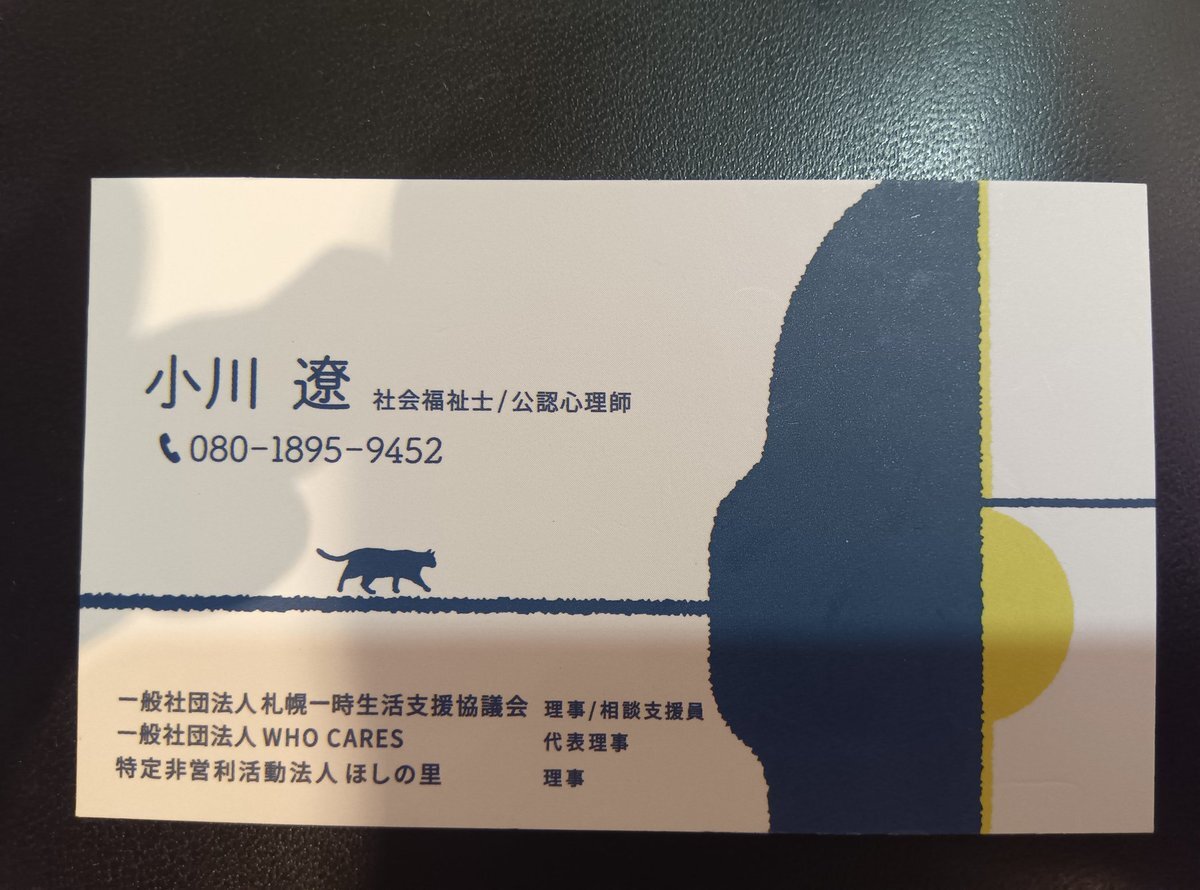 小川 遼 社会福祉士/公認心理師
080-1895-9452
一般社団法人 札幌一時生活支援協議会 理事/相談支援員
一般社団法人 WHO CARES 代表理事
特定非営利活動法人 ほしの里 理事